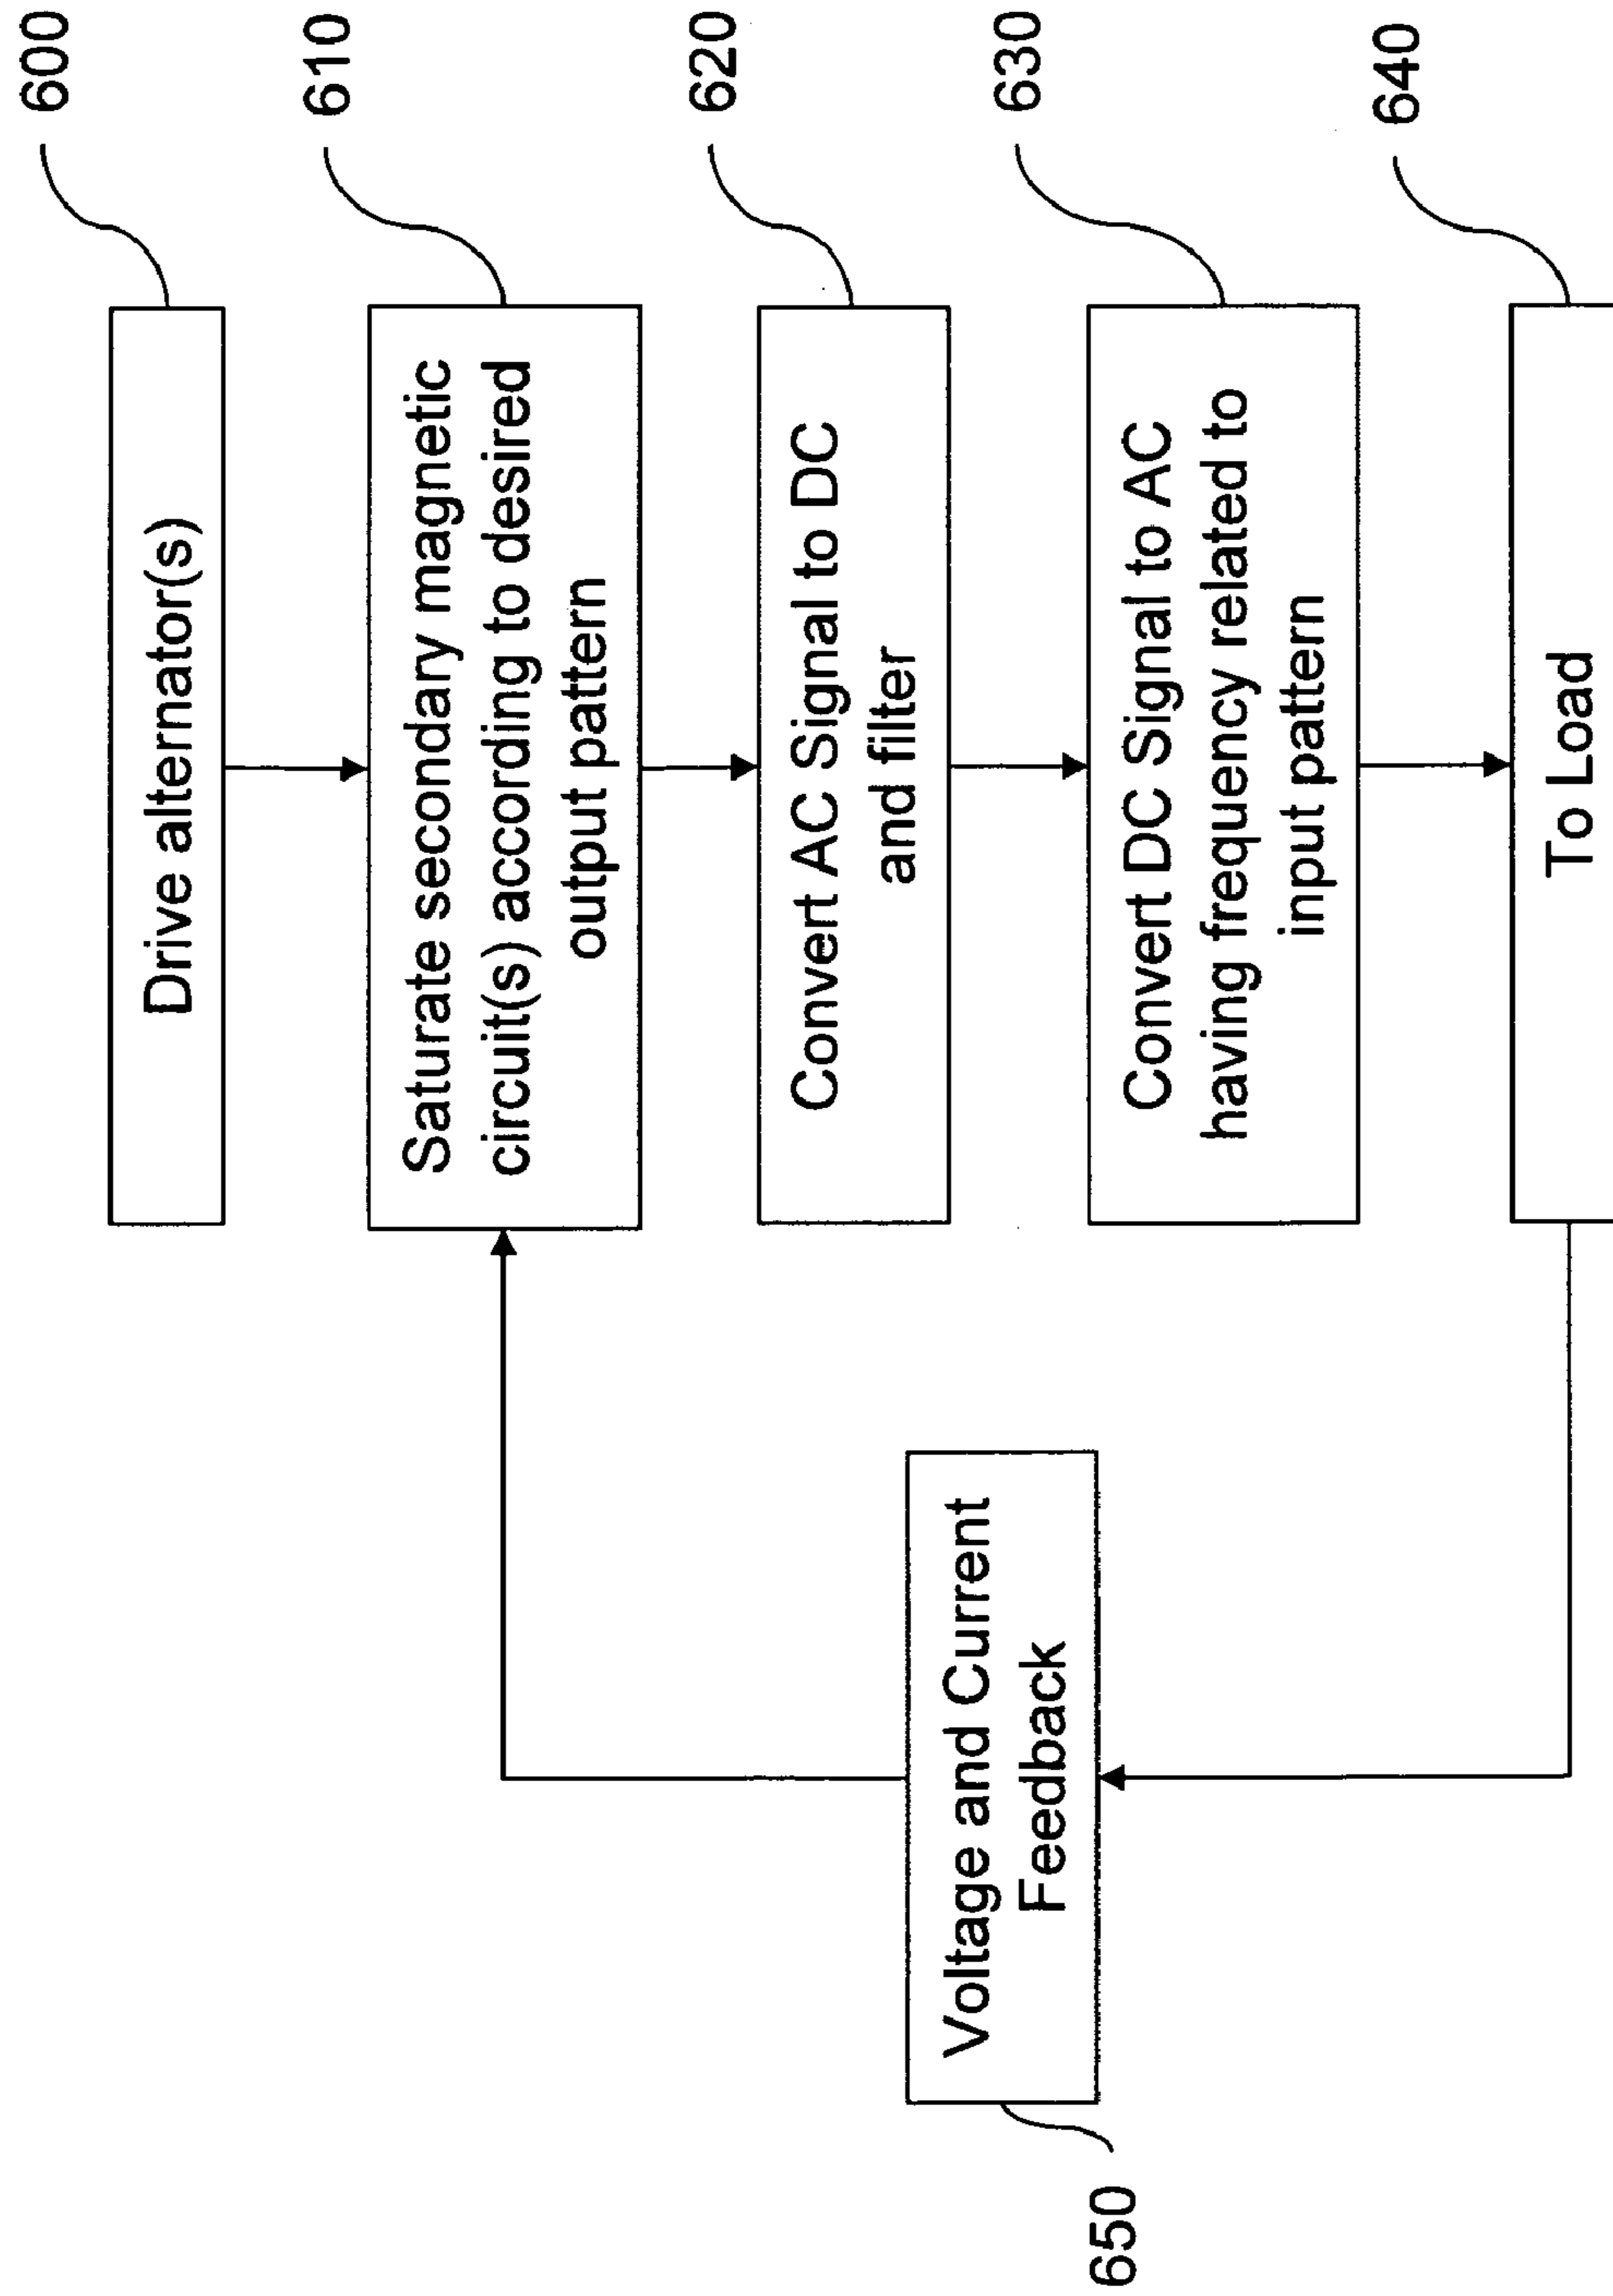 600
Drive alternator(s)
610
Saturate secondary magnetic
circuit(s) according to desired
output pattern
620
Convert AC Signal to DC
and filter
630
Convert DC Signal to AC
having frequency related to
input pattern
640
To Load
Voltage and Current
Feedback
650